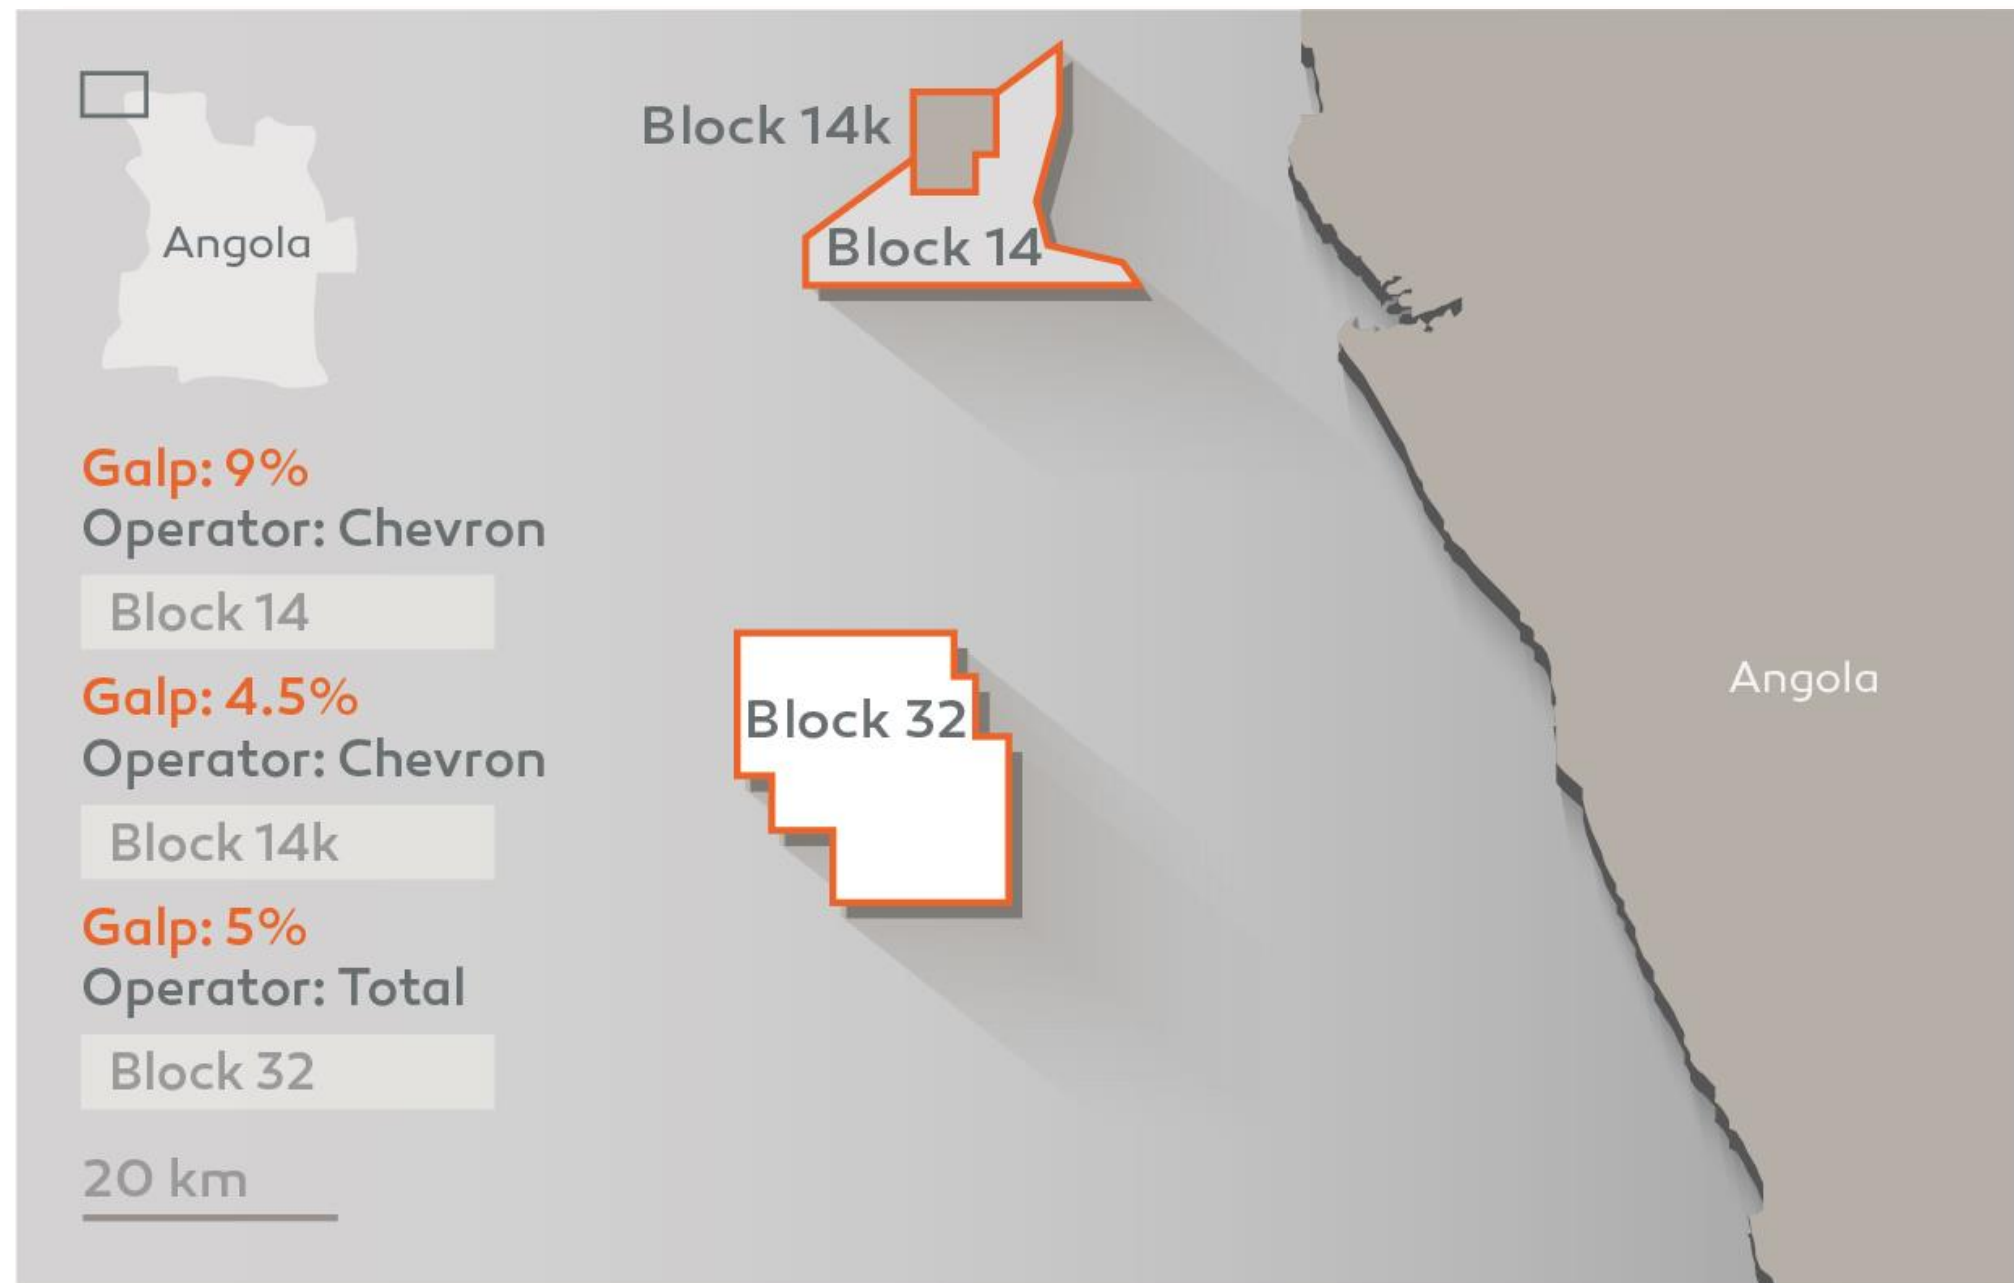 Angola
Galp: 9%
Operator: Chevron
Block 14
Galp: 4.5%
Operator: Chevron
Block 14k
Galp: 5%
Operator: Total
Block 32
20 km
Block 14k
Block 14
Block 32
Angola